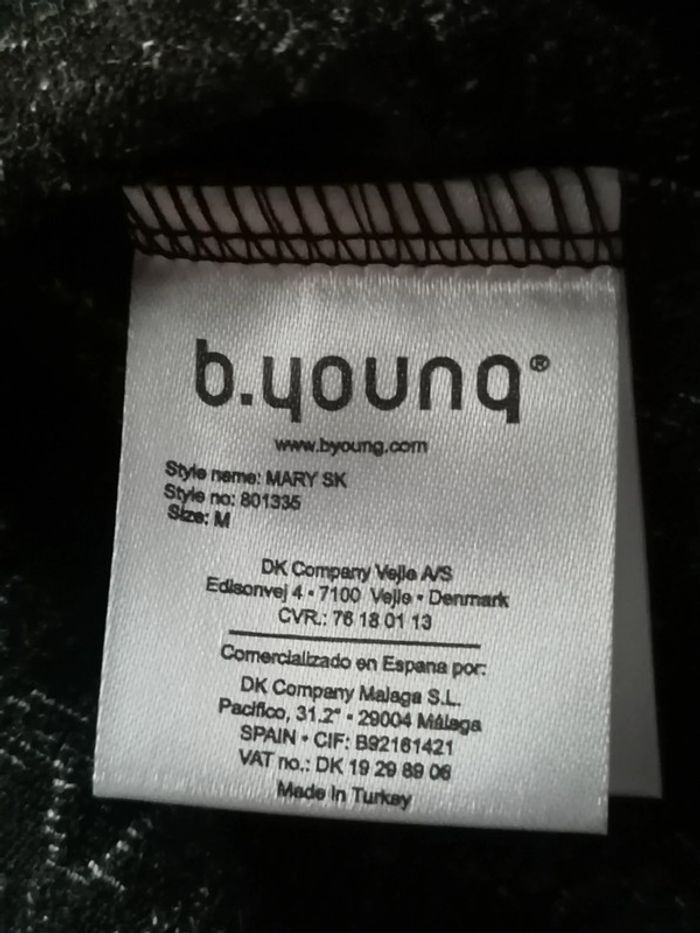 b.young®
www.byoung.com
Style name: MARY SK
Style no: 801335
Size: M
DK Company Vejle A/S
Edisonvej 4 • 7100 Vejle • Denmark
CVR.: 76 18 01 13
Comercializado en Espana por:
DK Company Malaga S.L.
Pacifico, 31.2° • 29004 Málaga
SPAIN • CIF: B92161421
VAT no.: DK 19 29 89 06
Made In Turkey